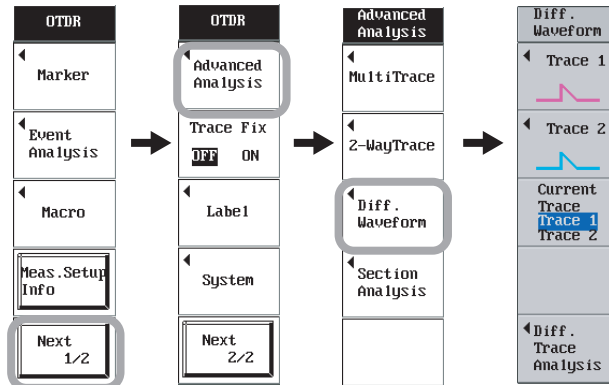 OTDR
Marker
Event
Analysis
Macro
Meas.Setup
Info
Next
1/2
OTDR
Advanced
Analysis
Trace Fix
OFF ON
Label
System
Next
2/2
Advanced
Analysis
MultiTrace
2-WayTrace
Diff.
Waveform
Section
Analysis
Diff.
Waveform
Trace 1
Trace 2
Current
Trace
Trace 1
Trace 2
Diff.
Trace
Analysis